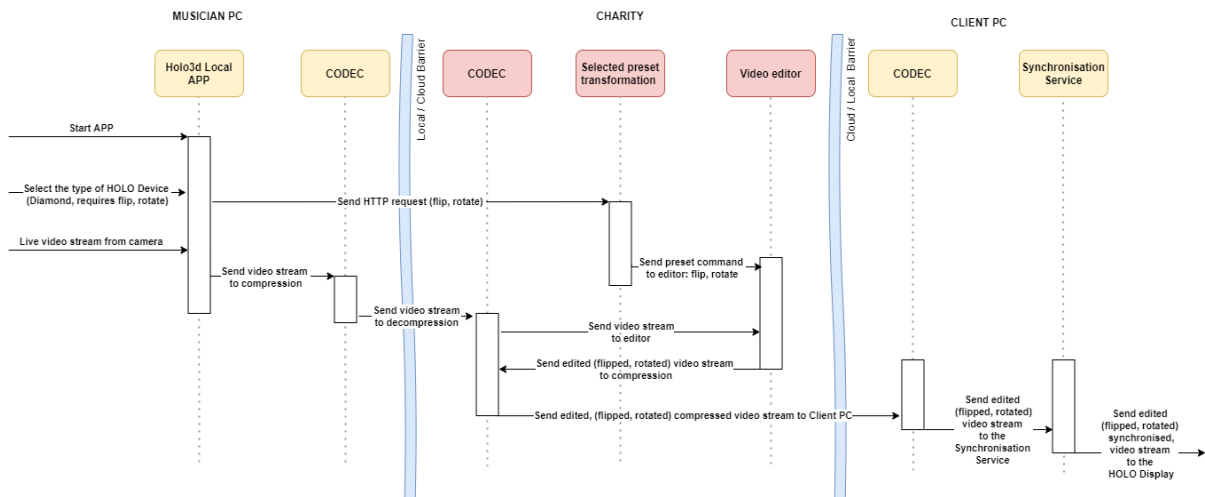 MUSICIAN PC
CHARITY
CLIENT PC
Holo3d Local
APP
CODEC
Local / Cloud Barrier
CODEC
Selected preset
transformation
Video editor
Cloud / Local Barrier
CODEC
Synchronisation
Service
Start APP
Select the type of HOLO Device
(Diamond, requires flip, rotate)
Send HTTP request (flip, rotate)
Live video stream from camera
Send preset command
to editor: flip, rotate
Send video stream
to compression
Send video stream
to decompression
Send video stream
to editor
Send edited (flipped, rotated) video stream
to compression
Send edited, (flipped, rotated) compressed video stream to Client PC
Send edited
(flipped, rotated)
video stream
to the
Synchronisation
Service
Send edited
(flipped, rotated)
synchronised,
video stream
to the
HOLO Display